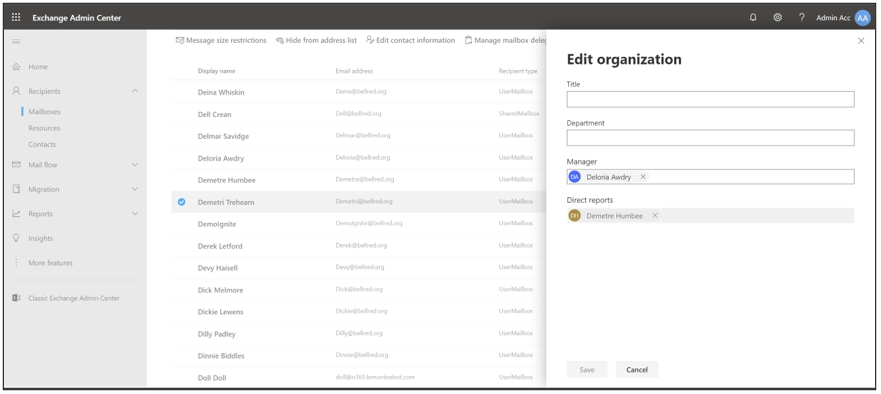 Exchange Admin Center
? Admin Acc AA
Message size restrictions Hide from address list Edit contact information Manage mailbox deleg
Display name Email address Recipient type
Home
Recipients
Mailboxes
Resources
Contacts
Mail flow
Migration
Reports
Insights
More features
Classic Exchange Admin Center
Deina Whiskin Deina@bellred.org UserMailbox
Dell Crean Dell@bellred.org SharedMailbox
Delmar Savidge Delmar@bellred.org UserMailbox
Deloria Awdry Deloria@bellred.org UserMailbox
Demetre Humbee Demetre@bellred.org UserMailbox
Demetri Trehearn Demetri@bellred.org UserMailbox
DemoIgnite DemoIgnite@bellred.org UserMailbox
Derek Letford Derek@bellred.org UserMailbox
Devy Haisell Devy@bellred.org UserMailbox
Dick Melmore Dick@bellred.org UserMailbox
Dickie Lewens Dickie@bellred.org UserMailbox
Dilly Padley Dilly@bellred.org UserMailbox
Dinnie Biddles Dinnie@bellred.org UserMailbox
Doll Doll doll@o365.lemonteatest.com UserMailbox
Edit organization
Title
Department
Manager
DA Deloria Awdry
Direct reports
DH Demetre Humbee
Save Cancel